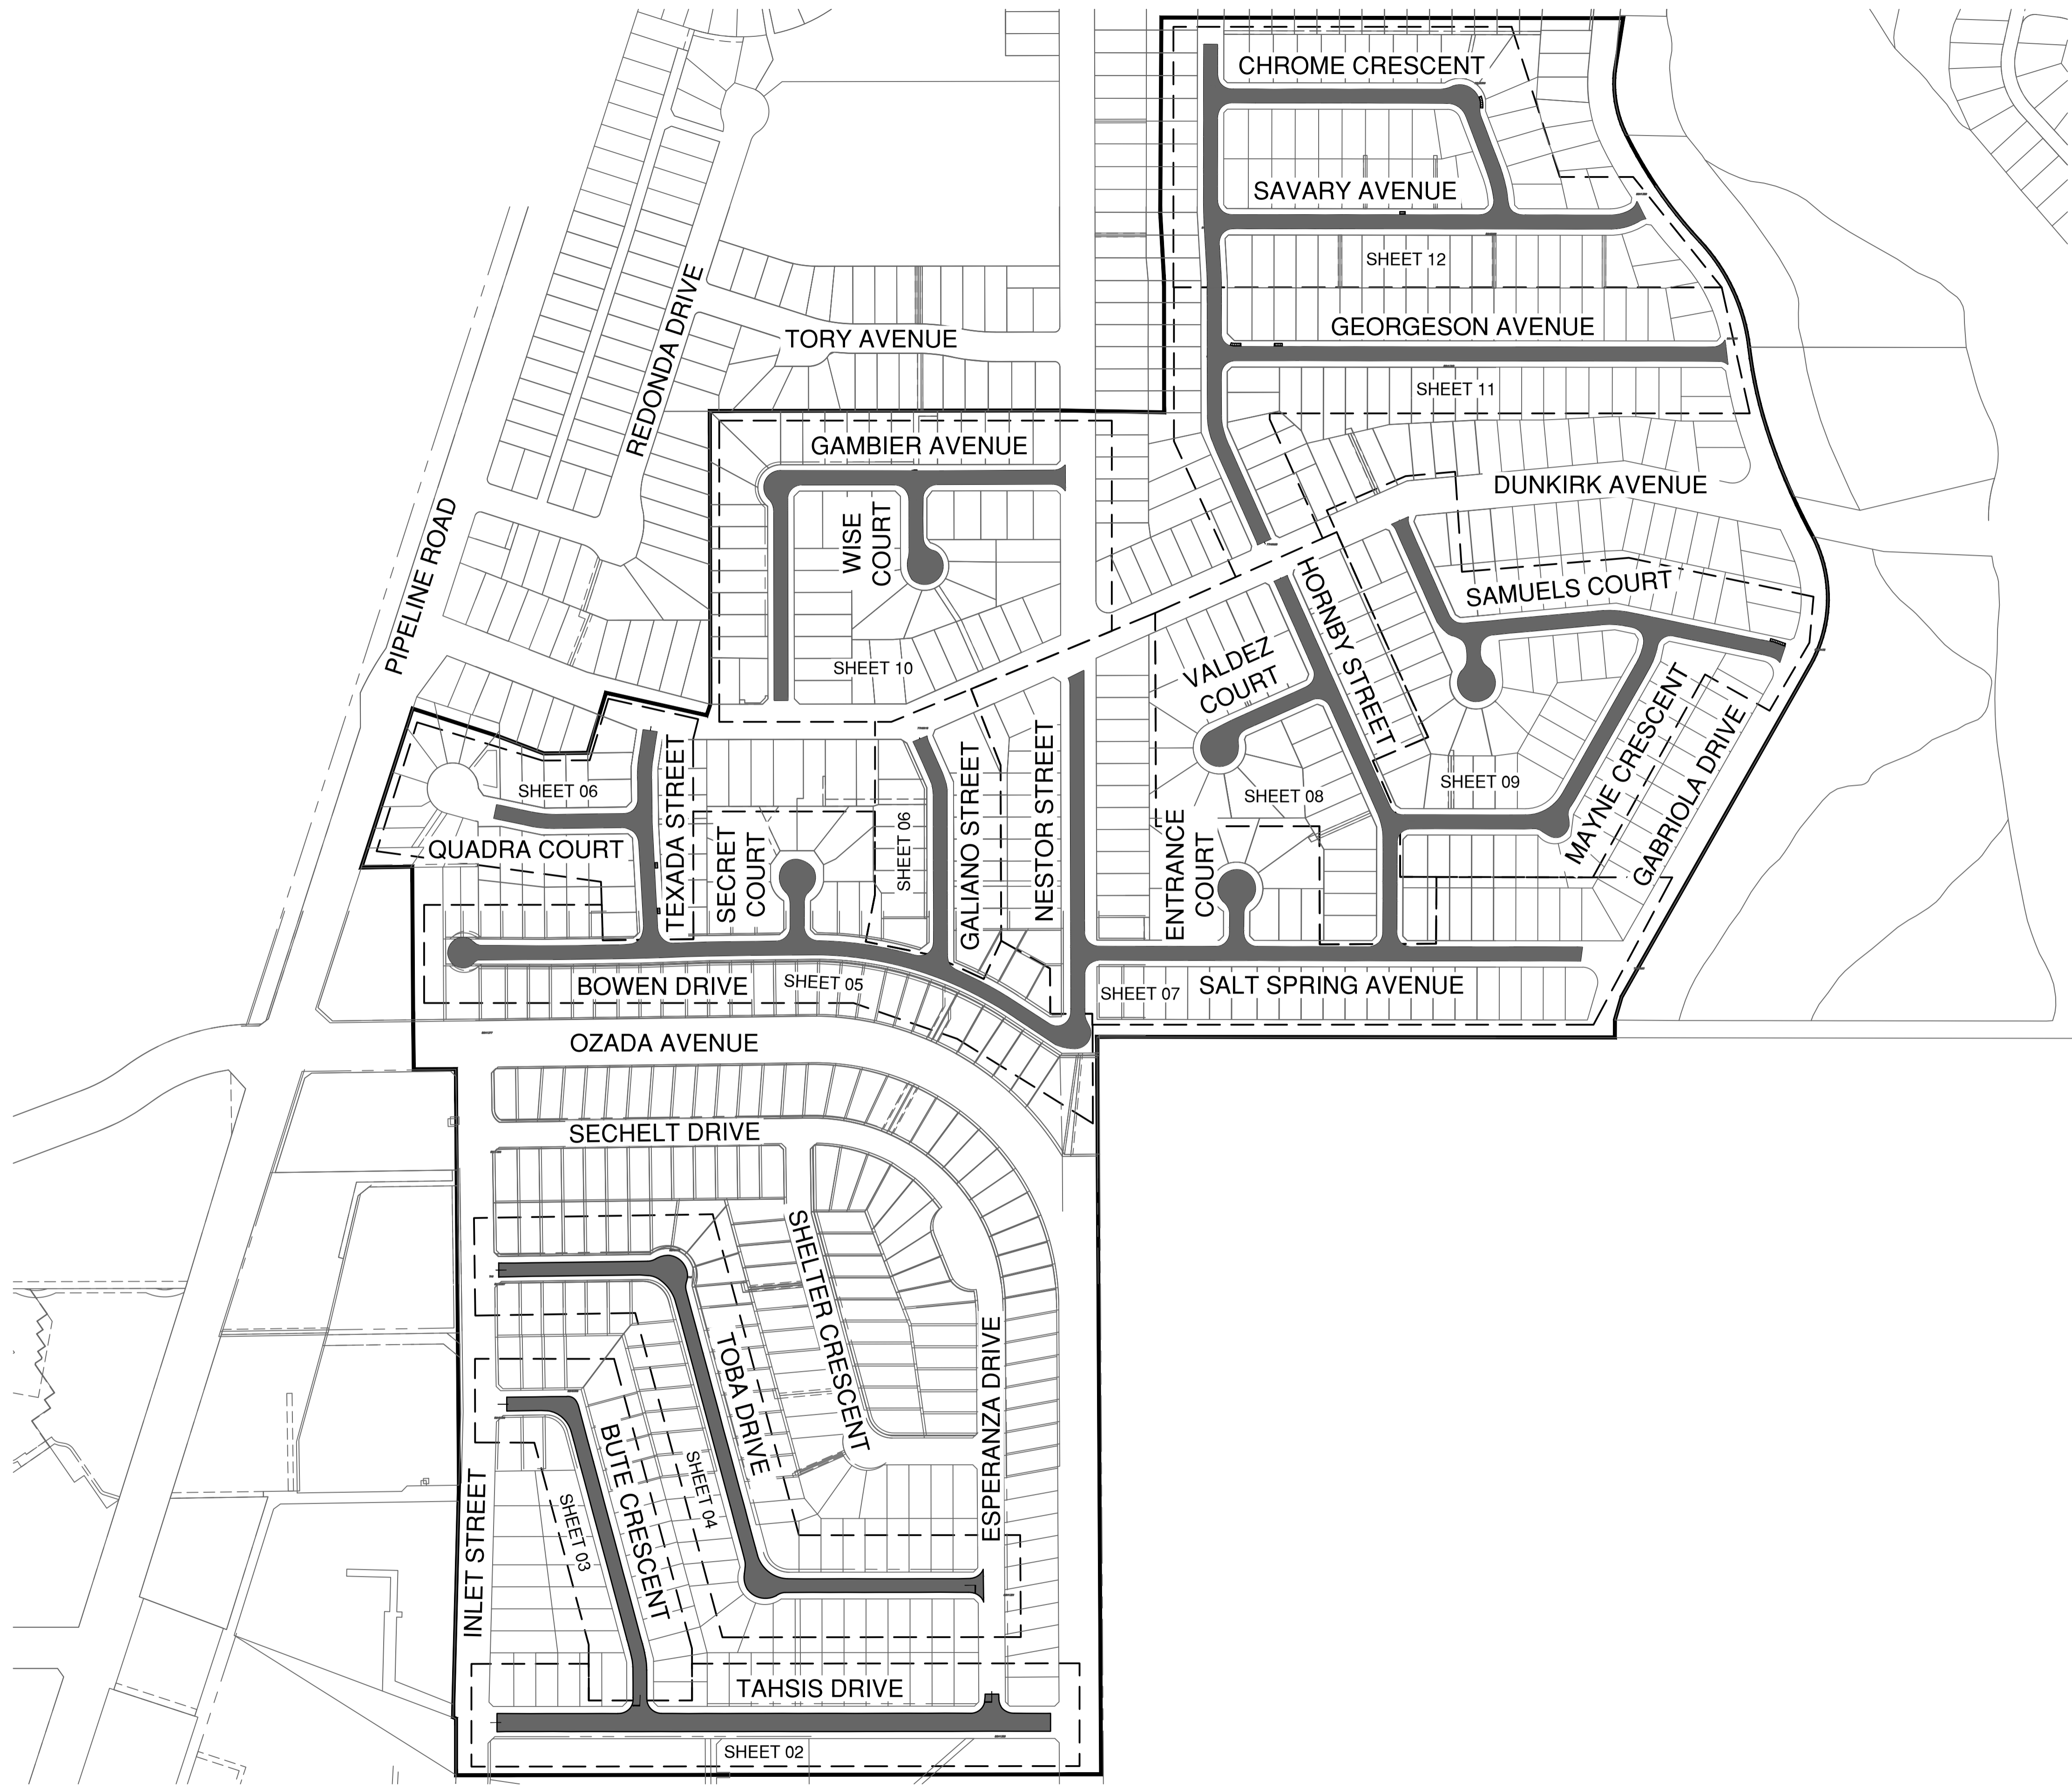 CHROME CRESCENT
SAVARY AVENUE
SHEET 12
GEORGESON AVENUE
REDONDA DRIVE
TORY AVENUE
SHEET 11
GAMBIER AVENUE
DUNKIRK AVENUE
PIPELINE ROAD
WISE
COURT
HORNBY STREET
SAMUELS COURT
SHEET 10
VALDEZ
COURT
MAYNE CRESCENT
GABRIOLA DRIVE
SHEET 06
TEXADA STREET
SHEET 06
GALIANO STREET
NESTOR STREET
SHEET 08
SHEET 09
QUADRA COURT
SECRET
COURT
ENTRANCE
COURT
BOWEN DRIVE
SHEET 05
SHEET 07
SALT SPRING AVENUE
OZADA AVENUE
SECHELT DRIVE
SHELTER CRESCENT
TOBA DRIVE
ESPERANZA DRIVE
BUTE CRESCENT
SHEET 04
INLET STREET
SHEET 03
TAHSIS DRIVE
SHEET 02